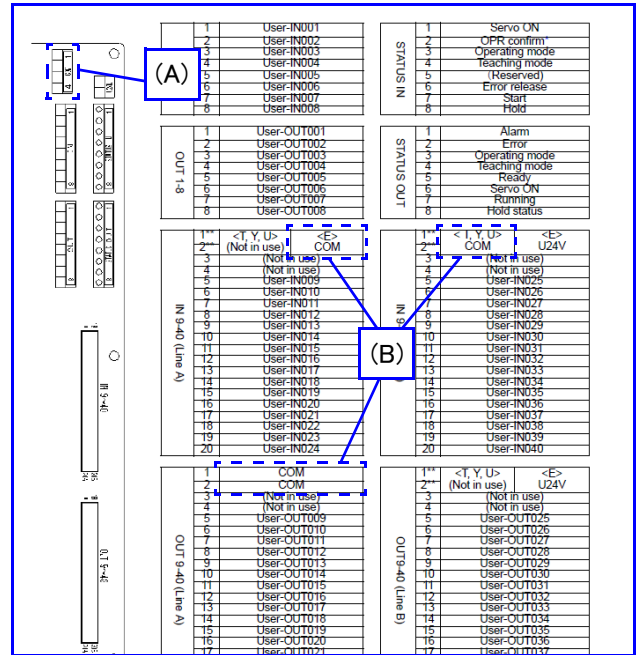 (A)
1 User-IN001
2 User-IN002
3 User-IN003
4 User-IN004
5 User-IN005
6 User-IN006
7 User-IN007
8 User-IN008
STATUS IN
1 Servo ON
2 OPR confirm*
3 Operating mode
4 Teaching mode
5 (Reserved)
6 Error release
7 Start
8 Hold
OUT 1-8
1 User-OUT001
2 User-OUT002
3 User-OUT003
4 User-OUT004
5 User-OUT005
6 User-OUT006
7 User-OUT007
8 User-OUT008
STATUS OUT
1 Alarm
2 Error
3 Operating mode
4 Teaching mode
5 Ready
6 Servo ON
7 Running
8 Hold status
IN 9-40 (Line A)
1** <T, Y, U> <E>
2** (Not in use) COM
3 (Not in use)
4 (Not in use)
5 User-IN009
6 User-IN010
7 User-IN011
8 User-IN012
9 User-IN013
10 User-IN014
11 User-IN015
12 User-IN016
13 User-IN017
14 User-IN018
15 User-IN019
16 User-IN020
17 User-IN021
18 User-IN022
19 User-IN023
20 User-IN024
(B)
1** Y, U> <E>
2** COM U24V
3 (Not in use)
4 (Not in use)
5 User-IN025
6 User-IN026
7 User-IN027
8 User-IN028
9 User-IN029
10 User-IN030
11 User-IN031
12 User-IN032
13 User-IN033
14 User-IN034
15 User-IN035
16 User-IN036
17 User-IN037
18 User-IN038
19 User-IN039
20 User-IN040
OUT 9-40 (Line A)
1 COM
2 COM
3 (Not in use)
4 (Not in use)
5 User-OUT009
6 User-OUT010
7 User-OUT011
8 User-OUT012
9 User-OUT013
10 User-OUT014
11 User-OUT015
12 User-OUT016
13 User-OUT017
14 User-OUT018
15 User-OUT019
16 User-OUT020
17 User-OUT021
OUT9-40 (Line B)
1** <T, Y, U> <E>
2** (Not in use) U24V
3 (Not in use)
4 (Not in use)
5 User-OUT025
6 User-OUT026
7 User-OUT027
8 User-OUT028
9 User-OUT029
10 User-OUT030
11 User-OUT031
12 User-OUT032
13 User-OUT033
14 User-OUT034
15 User-OUT035
16 User-OUT036
17 User-OUT037